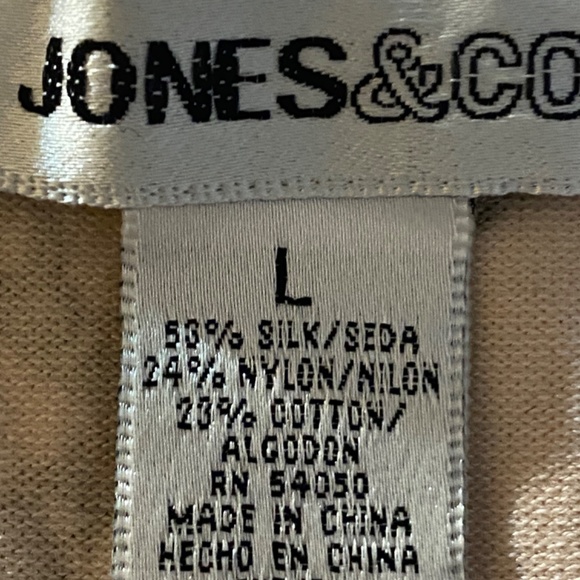 JONES&CO
L
53% SILK/SEDA
24% NYLON/NILON
23% COTTON/
ALGODON
RN 54050
MADE IN CHINA
HECHO EN CHINA